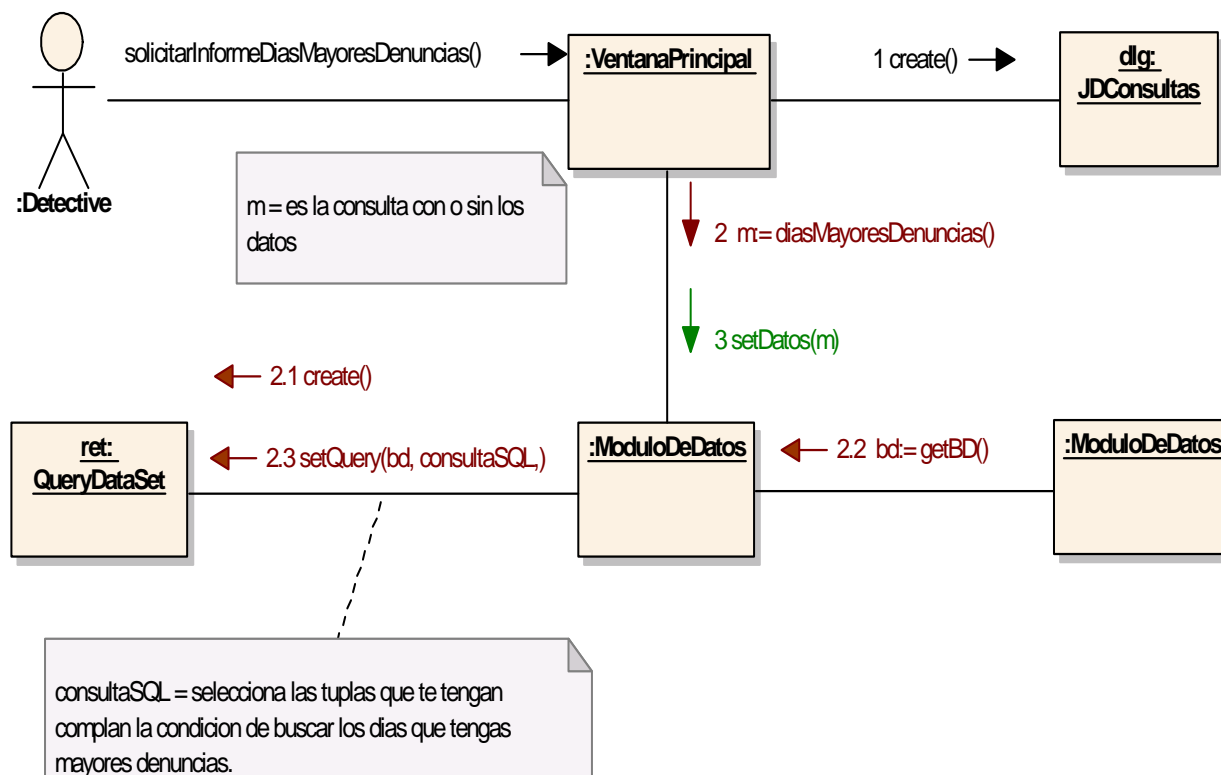 solicitarInformeDiasMayoresDenuncias()
:VentanaPrincipal
1 create()
dlg:
JDConsultas
:Detective
m = es la consulta con o sin los
datos
2 m:= diasMayoresDenuncias()
3 setDatos(m)
2.1 create()
ret:
QueryDataSet
2.3 setQuery(bd, consultaSQL,)
:ModuloDeDatos
2.2 bd:= getBD()
:ModuloDeDatos
consultaSQL = selecciona las tuplas que te tengan
complan la condicion de buscar los dias que tengas
mayores denuncias.